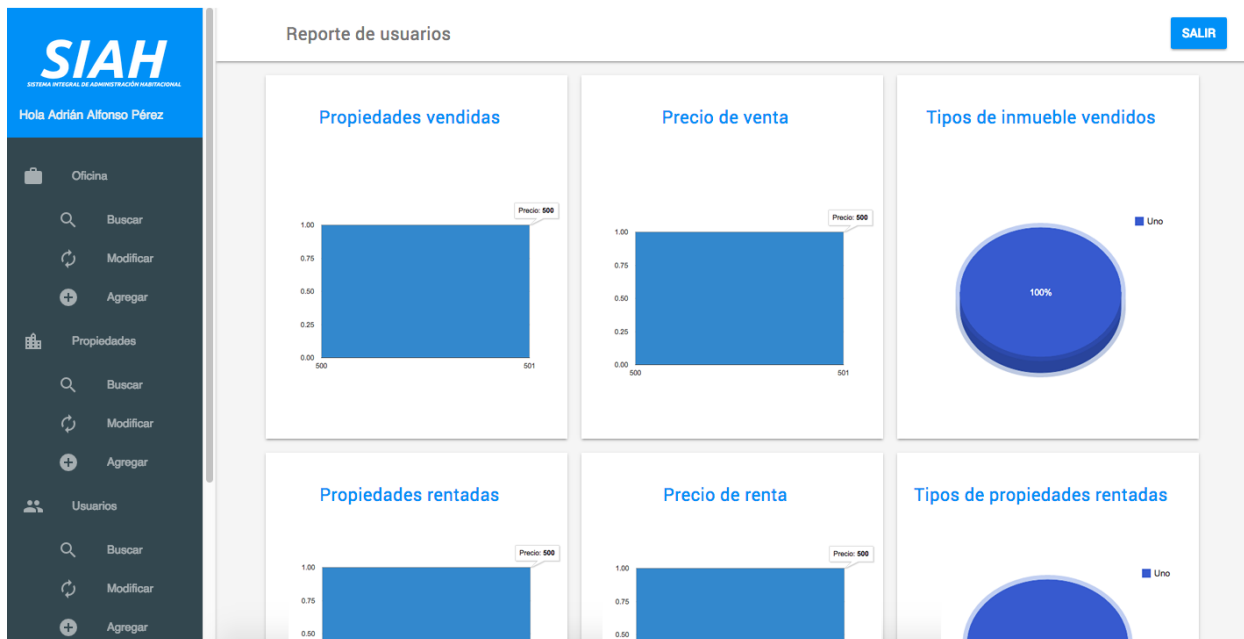 SIAH
SISTEMA INTEGRAL DE ADMINISTRACIÓN HABITACIONAL
Hola Adrián Alfonso Pérez
Oficina
Buscar
Modificar
Agregar
Propiedades
Buscar
Modificar
Agregar
Usuarios
Buscar
Modificar
Agregar
Reporte de usuarios
SALIR
Propiedades vendidas
Precio: 500
1.00
0.75
0.50
0.25
0.00
500 501
Precio de venta
Precio: 500
1.00
0.75
0.50
0.25
0.00
500 501
Tipos de inmueble vendidos
Uno
100%
Propiedades rentadas
Precio: 500
1.00
0.75
0.50
Precio de renta
Precio: 500
1.00
0.75
0.50
Tipos de propiedades rentadas
Uno